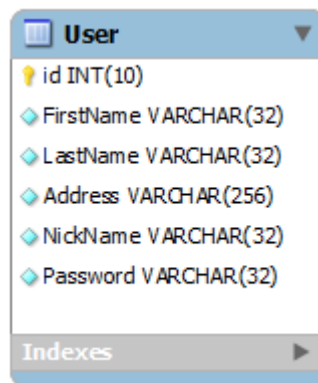 User
id INT(10)
FirstName VARCHAR(32)
LastName VARCHAR(32)
Address VARCHAR(256)
NickName VARCHAR(32)
Password VARCHAR(32)
Indexes